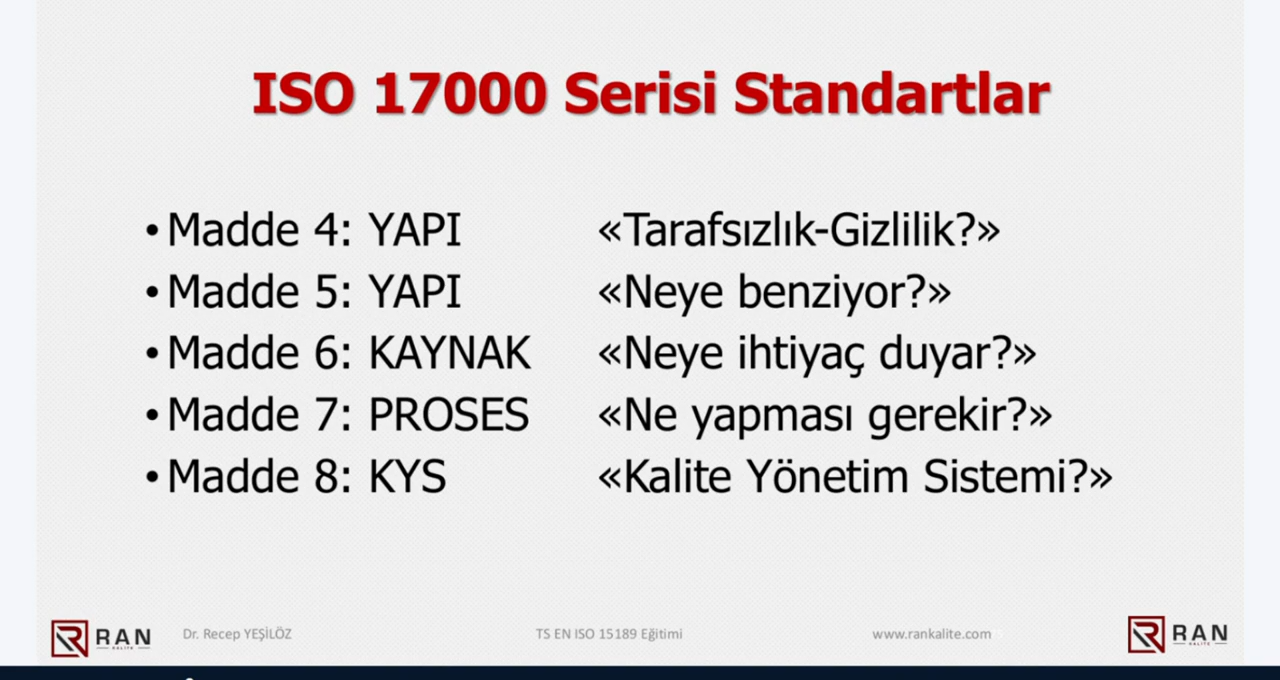 ISO 17000 Serisi Standartlar
• Madde 4: YAPI «Tarafsızlık-Gizlilik?»
• Madde 5: YAPI «Neye benziyor?»
• Madde 6: KAYNAK «Neye ihtiyaç duyar?»
• Madde 7: PROSES «Ne yapması gerekir?»
• Madde 8: KYS «Kalite Yönetim Sistemi?»
RAN
KALİTE
Dr. Recep YEŞİLÖZ
TS EN ISO 15189 Eğitimi
www.rankalite.com
RAN
KALİTE